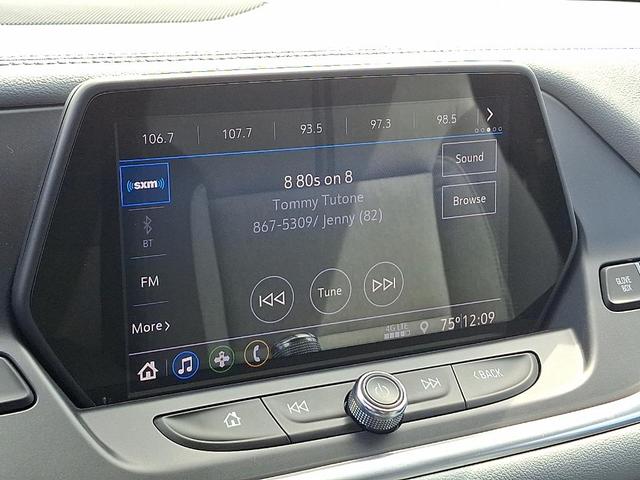 106.7 107.7 93.5 97.3 98.5
sxm
8 80s on 8
Sound
Tommy Tutone
867-5309/ Jenny (82)
Browse
BT
FM
Tune
More
4G LTE
75° 12:09
BACK
GLOVE
BOX